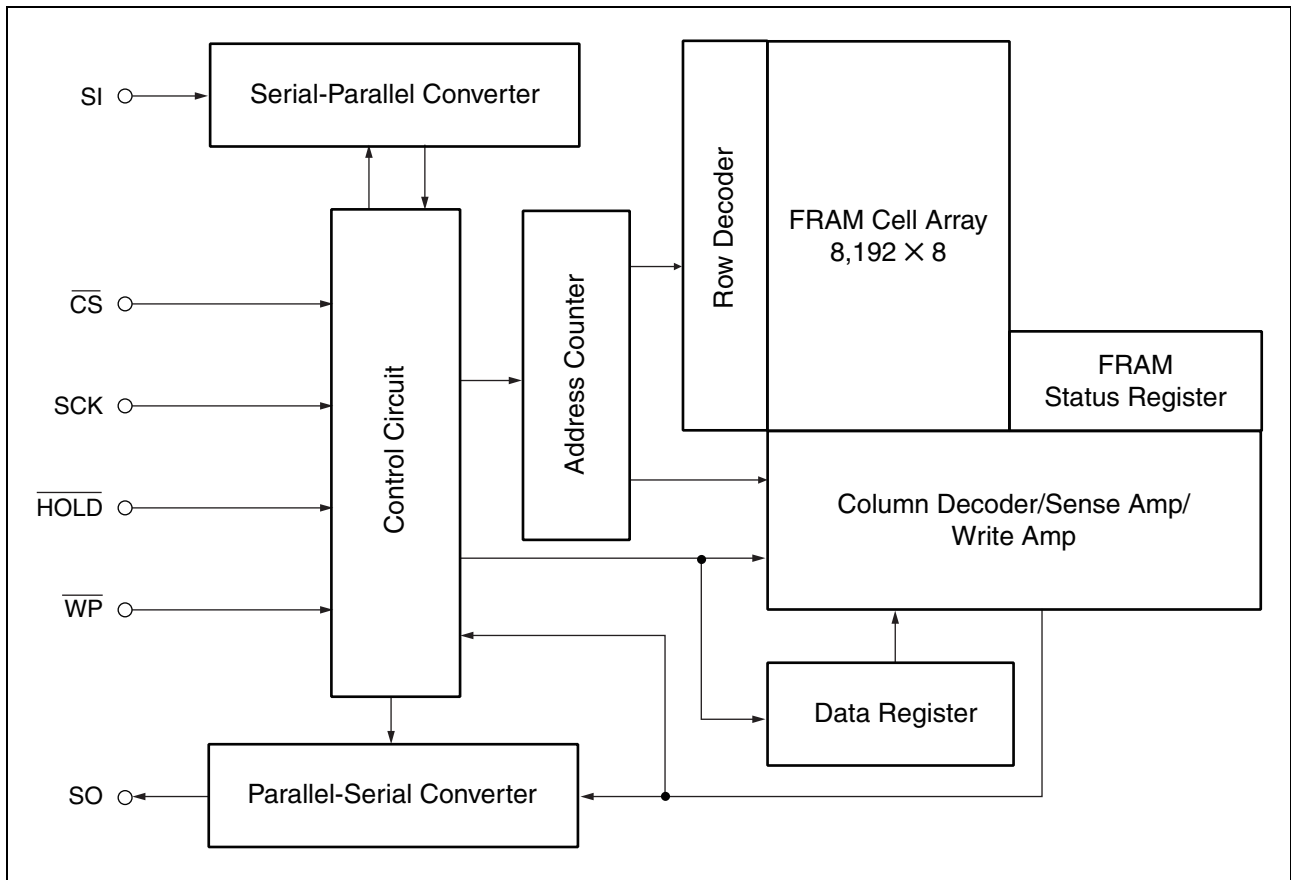 SI
Serial-Parallel Converter
Row Decoder
FRAM Cell Array
8,192 × 8
CS
SCK
HOLD
WP
Control Circuit
Address Counter
FRAM
Status Register
Column Decoder/Sense Amp/
Write Amp
Data Register
SO
Parallel-Serial Converter